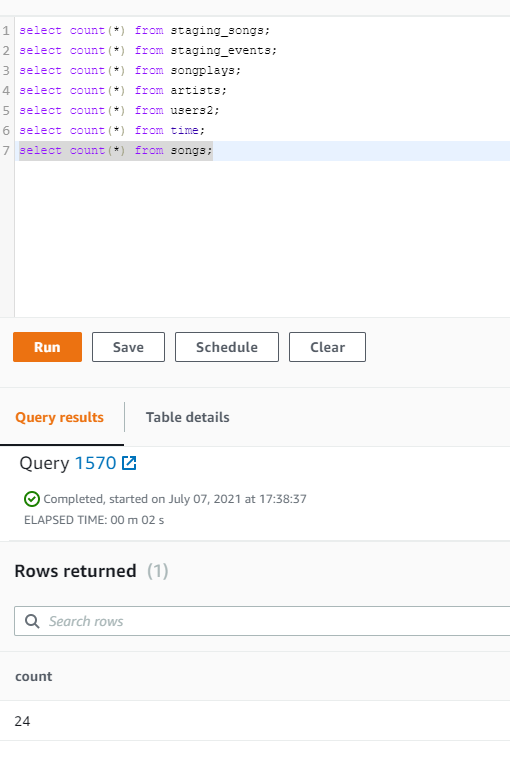 1 select count(*) from staging_songs;
2 select count(*) from staging_events;
3 select count(*) from songplays;
4 select count(*) from artists;
5 select count(*) from users2;
6 select count(*) from time;
7 select count(*) from songs;
Run Save Schedule Clear
Query results Table details
Query 1570
Completed, started on July 07, 2021 at 17:38:37
ELAPSED TIME: 00 m 02 s
Rows returned (1)
Search rows
count
24